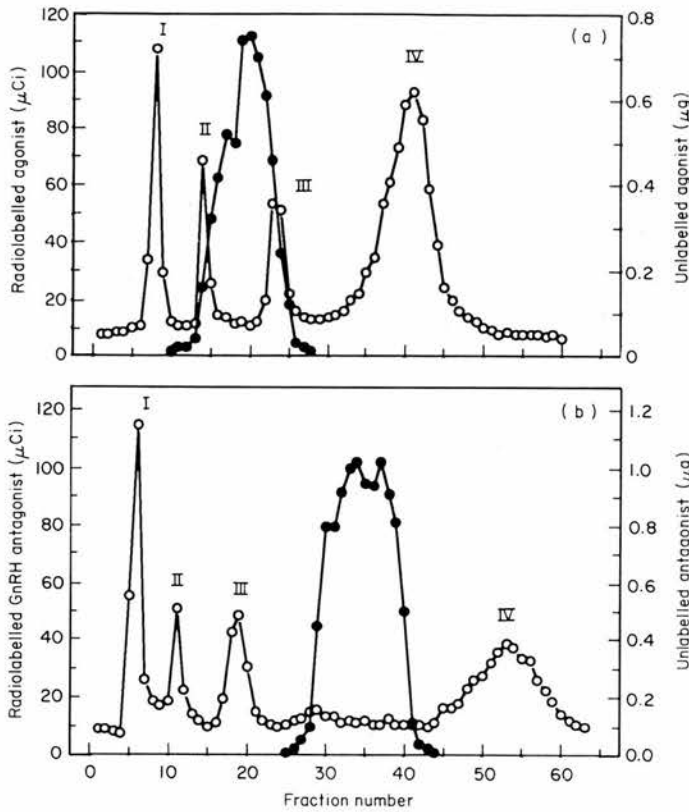 120
100
80
60
40
20
0
Radiolabelled agonist (μCi)
I
II
III
IV
(a)
0.8
0.6
0.4
0.2
0
Unlabelled agonist (μg)
120
100
80
60
40
20
0
Radiolabelled GnRH antagonist (μCi)
I
II
III
IV
(b)
1.2
1.0
0.8
0.6
0.4
0.2
0.0
Unlabelled antagonist (μg)
0 10 20 30 40 50 60
Fraction number